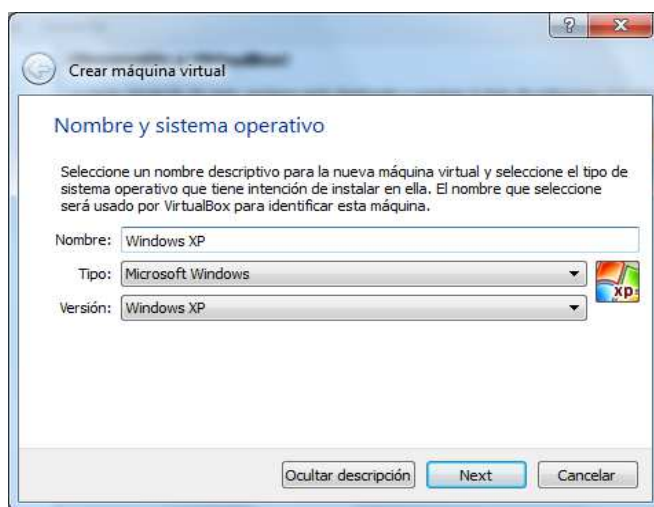 Crear máquina virtual
Nombre y sistema operativo
Seleccione un nombre descriptivo para la nueva máquina virtual y seleccione el tipo de
sistema operativo que tiene intención de instalar en ella. El nombre que seleccione
será usado por VirtualBox para identificar esta máquina.
Nombre: Windows XP
Tipo: Microsoft Windows
xp
Versión: Windows XP
Ocultar descripción Next Cancelar